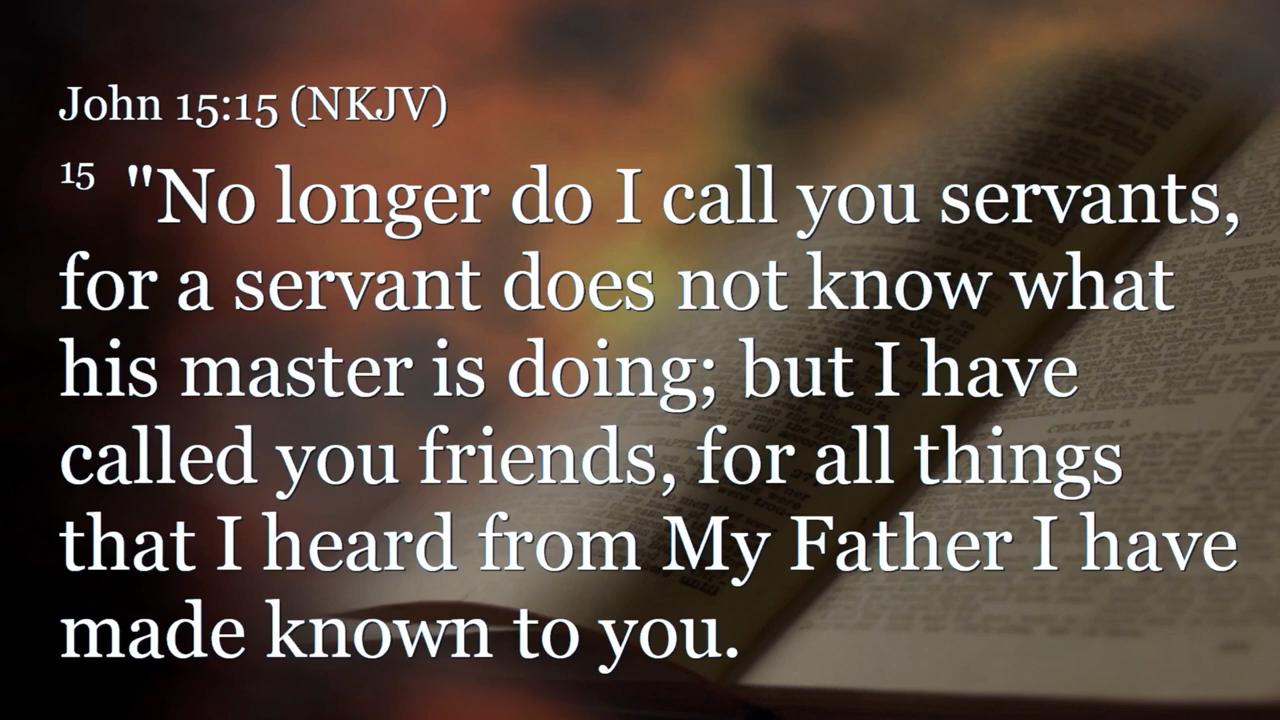 John 15:15 (NKJV)
15 "No longer do I call you servants,
for a servant does not know what
his master is doing; but I have
called you friends, for all things
that I heard from My Father I have
made known to you.